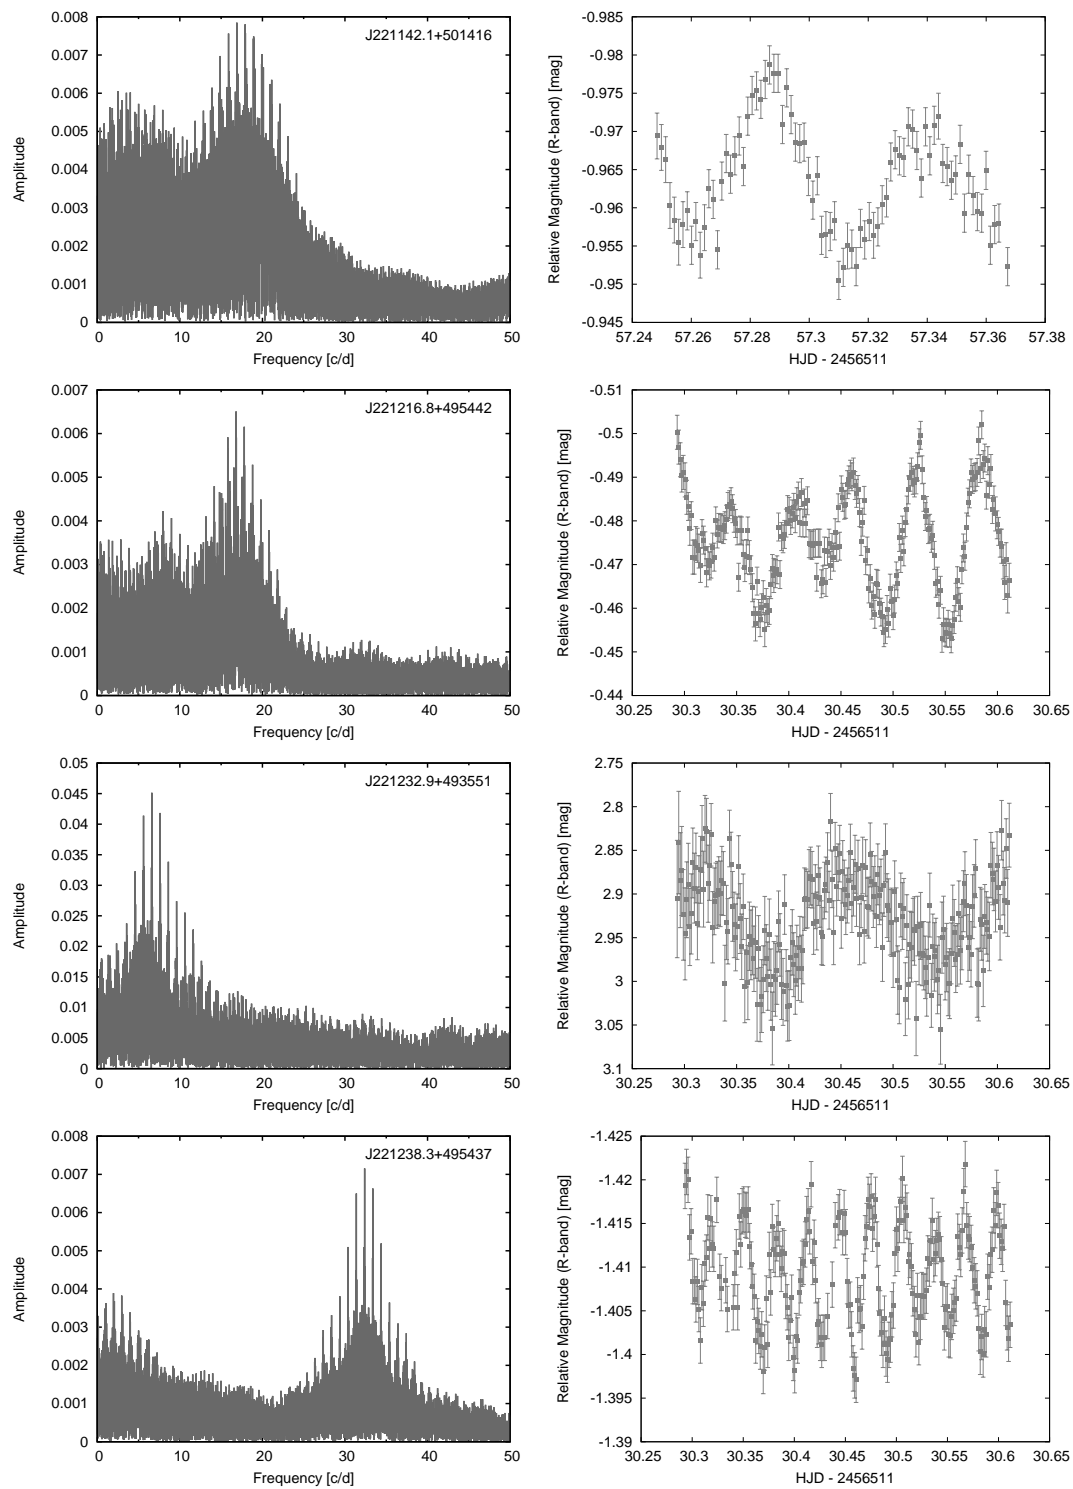 J221142.1+501416
Amplitude
0.008
0.007
0.006
0.005
0.004
0.003
0.002
0.001
0
0 10 20 30 40 50
Frequency [c/d]
Relative Magnitude (R-band) [mag]
-0.985
-0.98
-0.975
-0.97
-0.965
-0.96
-0.955
-0.95
-0.945
57.24 57.26 57.28 57.3 57.32 57.34 57.36 57.38
HJD - 2456511
J221216.8+495442
Amplitude
0.007
0.006
0.005
0.004
0.003
0.002
0.001
0
0 10 20 30 40 50
Frequency [c/d]
Relative Magnitude (R-band) [mag]
-0.51
-0.5
-0.49
-0.48
-0.47
-0.46
-0.45
-0.44
30.25 30.3 30.35 30.4 30.45 30.5 30.55 30.6 30.65
HJD - 2456511
J221232.9+493551
Amplitude
0.05
0.045
0.04
0.035
0.03
0.025
0.02
0.015
0.01
0.005
0
0 10 20 30 40 50
Frequency [c/d]
Relative Magnitude (R-band) [mag]
2.75
2.8
2.85
2.9
2.95
3
3.05
3.1
30.25 30.3 30.35 30.4 30.45 30.5 30.55 30.6 30.65
HJD - 2456511
J221238.3+495437
Amplitude
0.008
0.007
0.006
0.005
0.004
0.003
0.002
0.001
0
0 10 20 30 40 50
Frequency [c/d]
Relative Magnitude (R-band) [mag]
-1.425
-1.42
-1.415
-1.41
-1.405
-1.4
-1.395
-1.39
30.25 30.3 30.35 30.4 30.45 30.5 30.55 30.6 30.65
HJD - 2456511